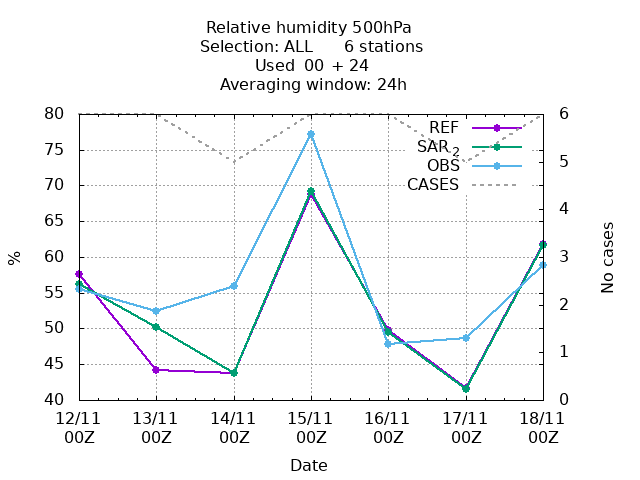 Relative humidity 500hPa
Selection: ALL 6 stations
Used 00 + 24
Averaging window: 24h
80
75
70
65
60
55
50
45
40
%
6
5
4
3
2
1
0
No cases
REF
SAR_2
OBS
CASES
12/11 13/11 14/11 15/11 16/11 17/11 18/11
00Z 00Z 00Z 00Z 00Z 00Z 00Z
Date